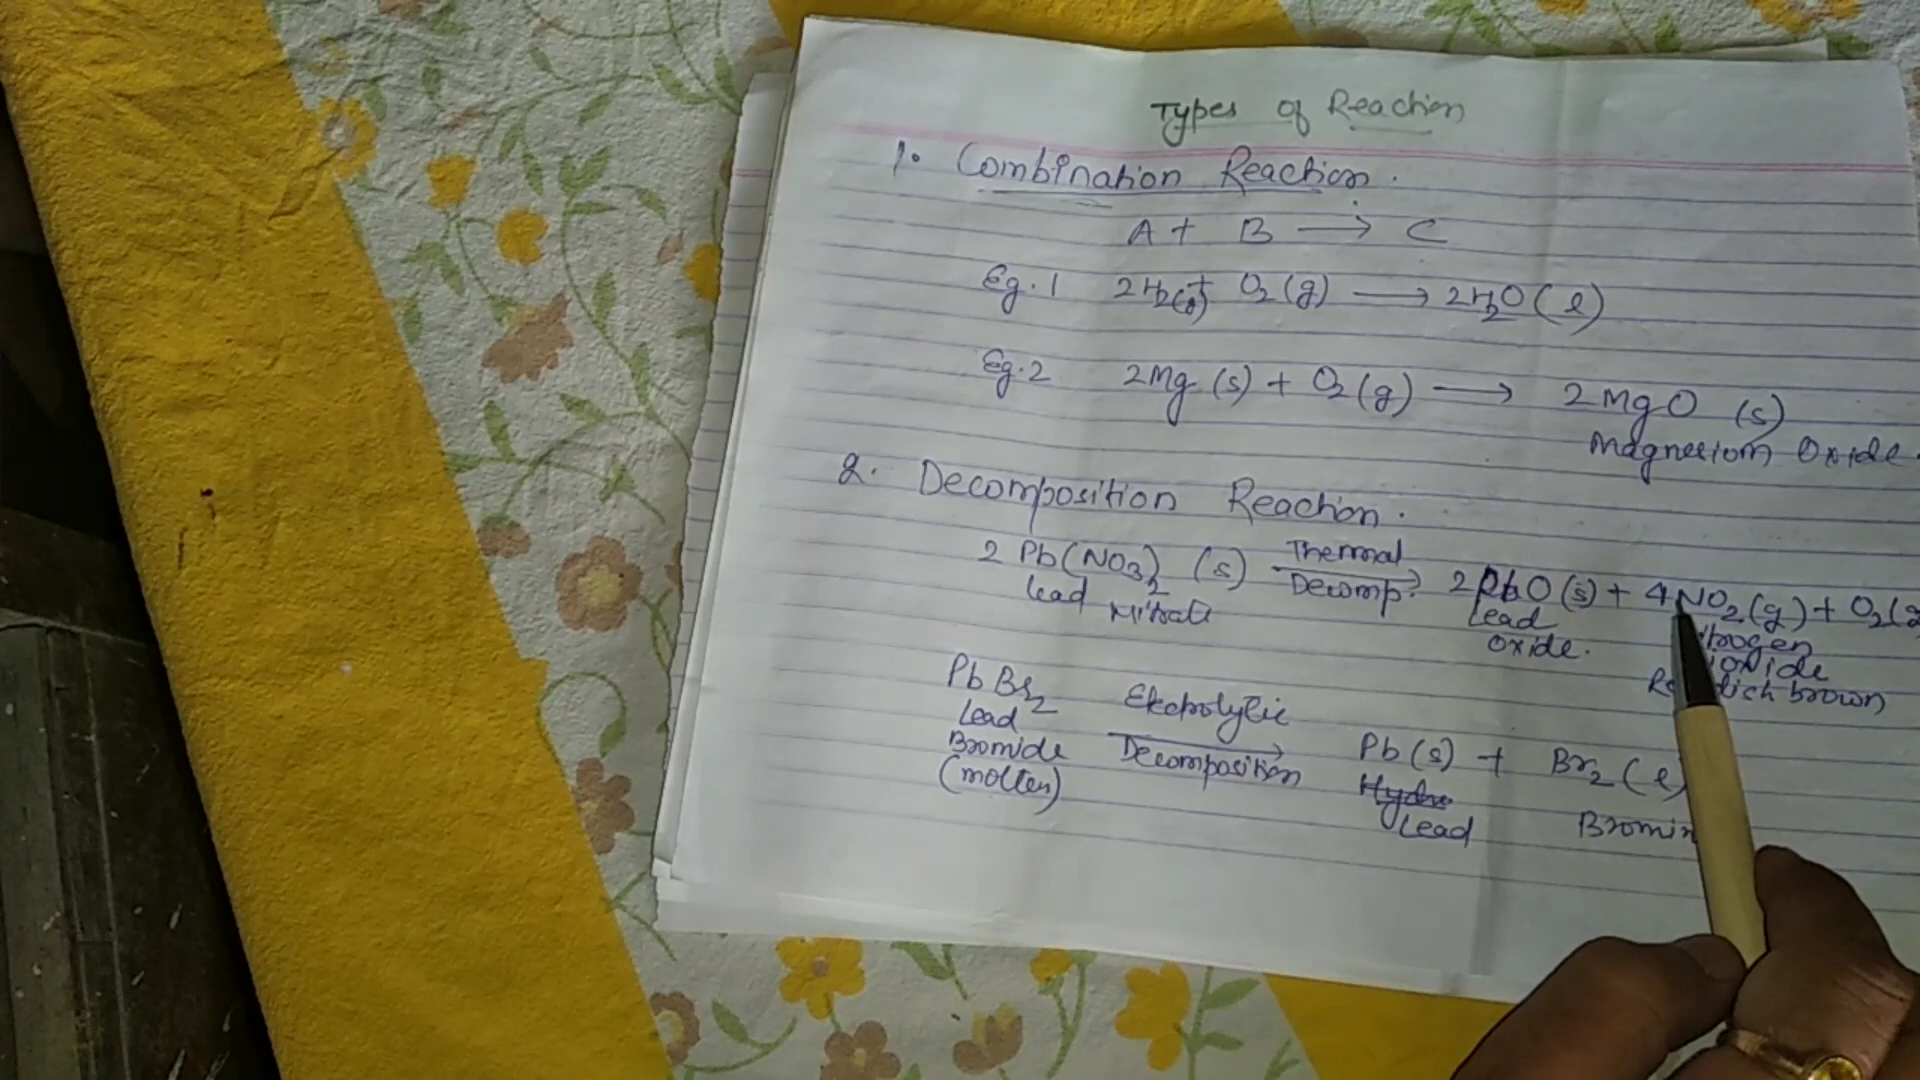 Types of Reaction
1. Combination Reaction.
A + B → C
Eg. 1 2H₂(g) + O₂(g) → 2H₂O(l)
Eg. 2 2Mg(s) + O₂(g) → 2MgO (s)
Magnesium Oxide.
2. Decomposition Reaction.
2 Pb(NO₃)₂ (s) Thermal Decomp. → 2PbO(s) + 4NO₂(g) + O₂(g
Lead Nitrate Lead Oxide.
brown
PbBr₂ Electrolytic Decomposition → Pb(s) + Br₂(l
Lead Bromide (molten) Lead Bromin